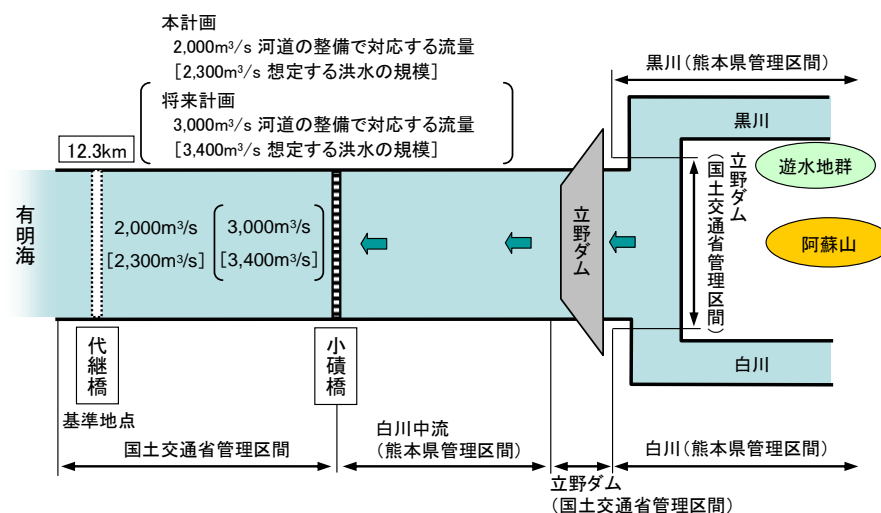 本計画
2,000m³/s 河道の整備で対応する流量
[2,300m³/s 想定する洪水の規模]
将来計画
3,000m³/s 河道の整備で対応する流量
[3,400m³/s 想定する洪水の規模]
黒川(熊本県管理区間)
黒川
12.3km
遊水地群
立野ダム
(国土交通省管理区間)
阿蘇山
有明海
2,000m³/s
[2,300m³/s]
3,000m³/s
[3,400m³/s]
立野ダム
代継橋
小磧橋
白川
基準地点
国土交通省管理区間
白川中流
(熊本県管理区間)
白川(熊本県管理区間)
立野ダム
(国土交通省管理区間)